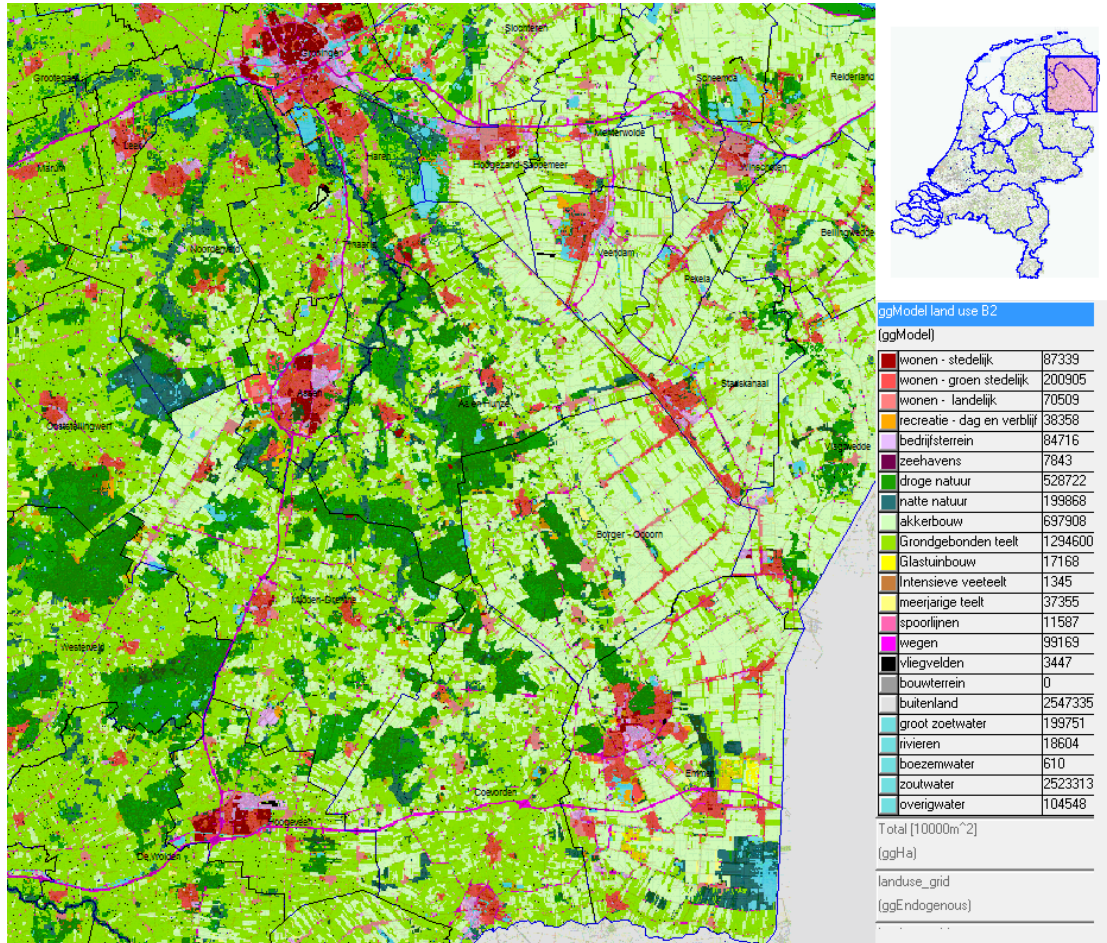 Slochteren
Groningen
Grootegast
Scheemda
Reiderland
Menterwolde
Leek
Haren
Hoogezand-Sappemeer
Winschoten
Marum
Bellingwedde
Noordenveld
Tynaarlo
Veendam
Pekela
Stadskanaal
Assen
Aa en Hunze
Ooststellingwerf
Vlagtwedde
Borger - Odoorn
Midden-Drenthe
Westerveld
Emmen
Coevorden
Hoogeveen
De Wolden
ggModel land use B2
(ggModel)
wonen - stedelijk 87339
wonen - groen stedelijk 200905
wonen - landelijk 70509
recreatie - dag en verblijf 38358
bedrijfsterrein 84716
zeehavens 7843
droge natuur 528722
natte natuur 199868
akkerbouw 697908
Grondgebonden teelt 1294600
Glastuinbouw 17168
Intensieve veeteelt 1345
meerjarige teelt 37355
spoorlijnen 11587
wegen 99169
vliegvelden 3447
bouwterrein 0
buitenland 2547335
groot zoetwater 199751
rivieren 18604
boezemwater 610
zoutwater 2523313
overigwater 104548
Total [10000m^2]
(ggHa)
landuse_grid
(ggEndogenous)